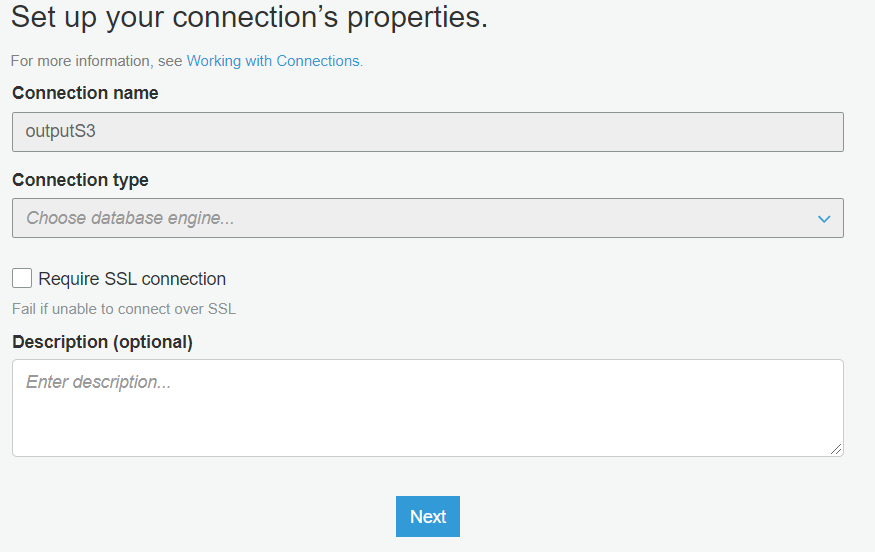 Set up your connection’s properties.
For more information, see Working with Connections.
Connection name
outputS3
Connection type
Choose database engine...
Require SSL connection
Fail if unable to connect over SSL
Description (optional)
Enter description...
Next